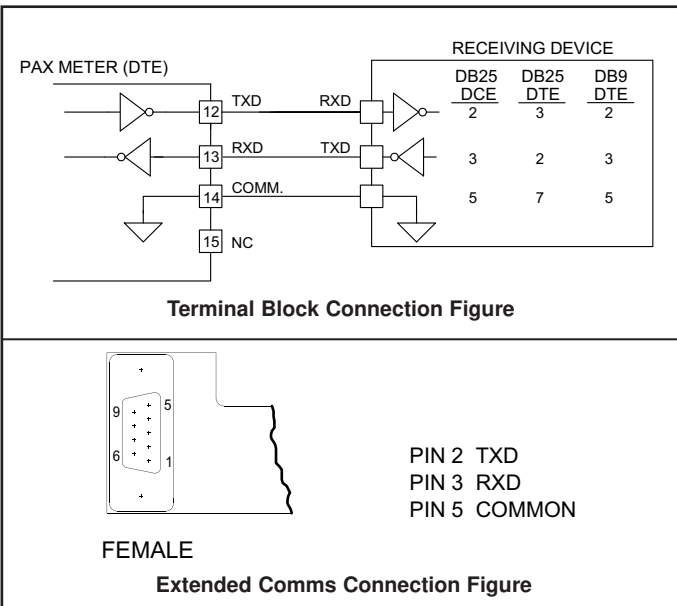 RECEIVING DEVICE
PAX METER (DTE)
DB25 DB25 DB9
DCE DTE DTE
12 TXD RXD 2 3 2
13 RXD TXD 3 2 3
14 COMM. 5 7 5
15 NC
Terminal Block Connection Figure
9 5
6 1
PIN 2 TXD
PIN 3 RXD
PIN 5 COMMON
FEMALE
Extended Comms Connection Figure